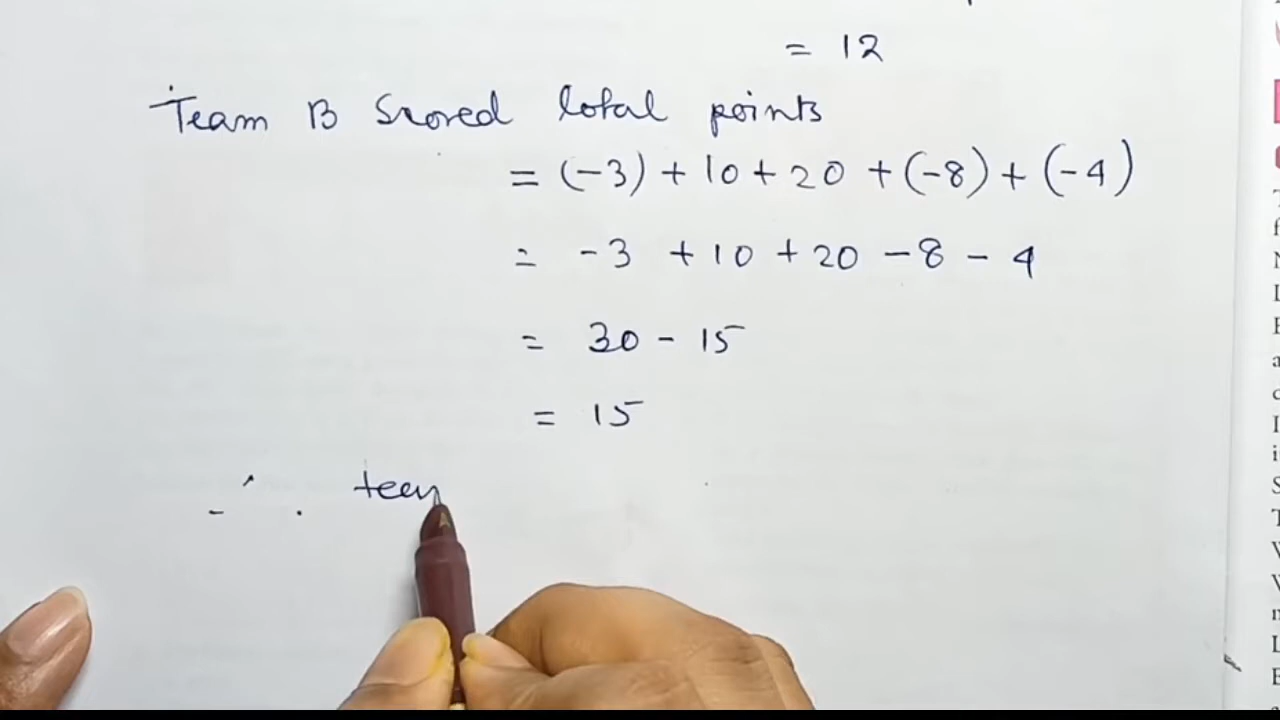 = 12
Team B Scored total points
= (-3) + 10 + 20 + (-8) + (-4)
= -3 + 10 + 20 - 8 - 4
= 30 - 15
= 15
∴ team